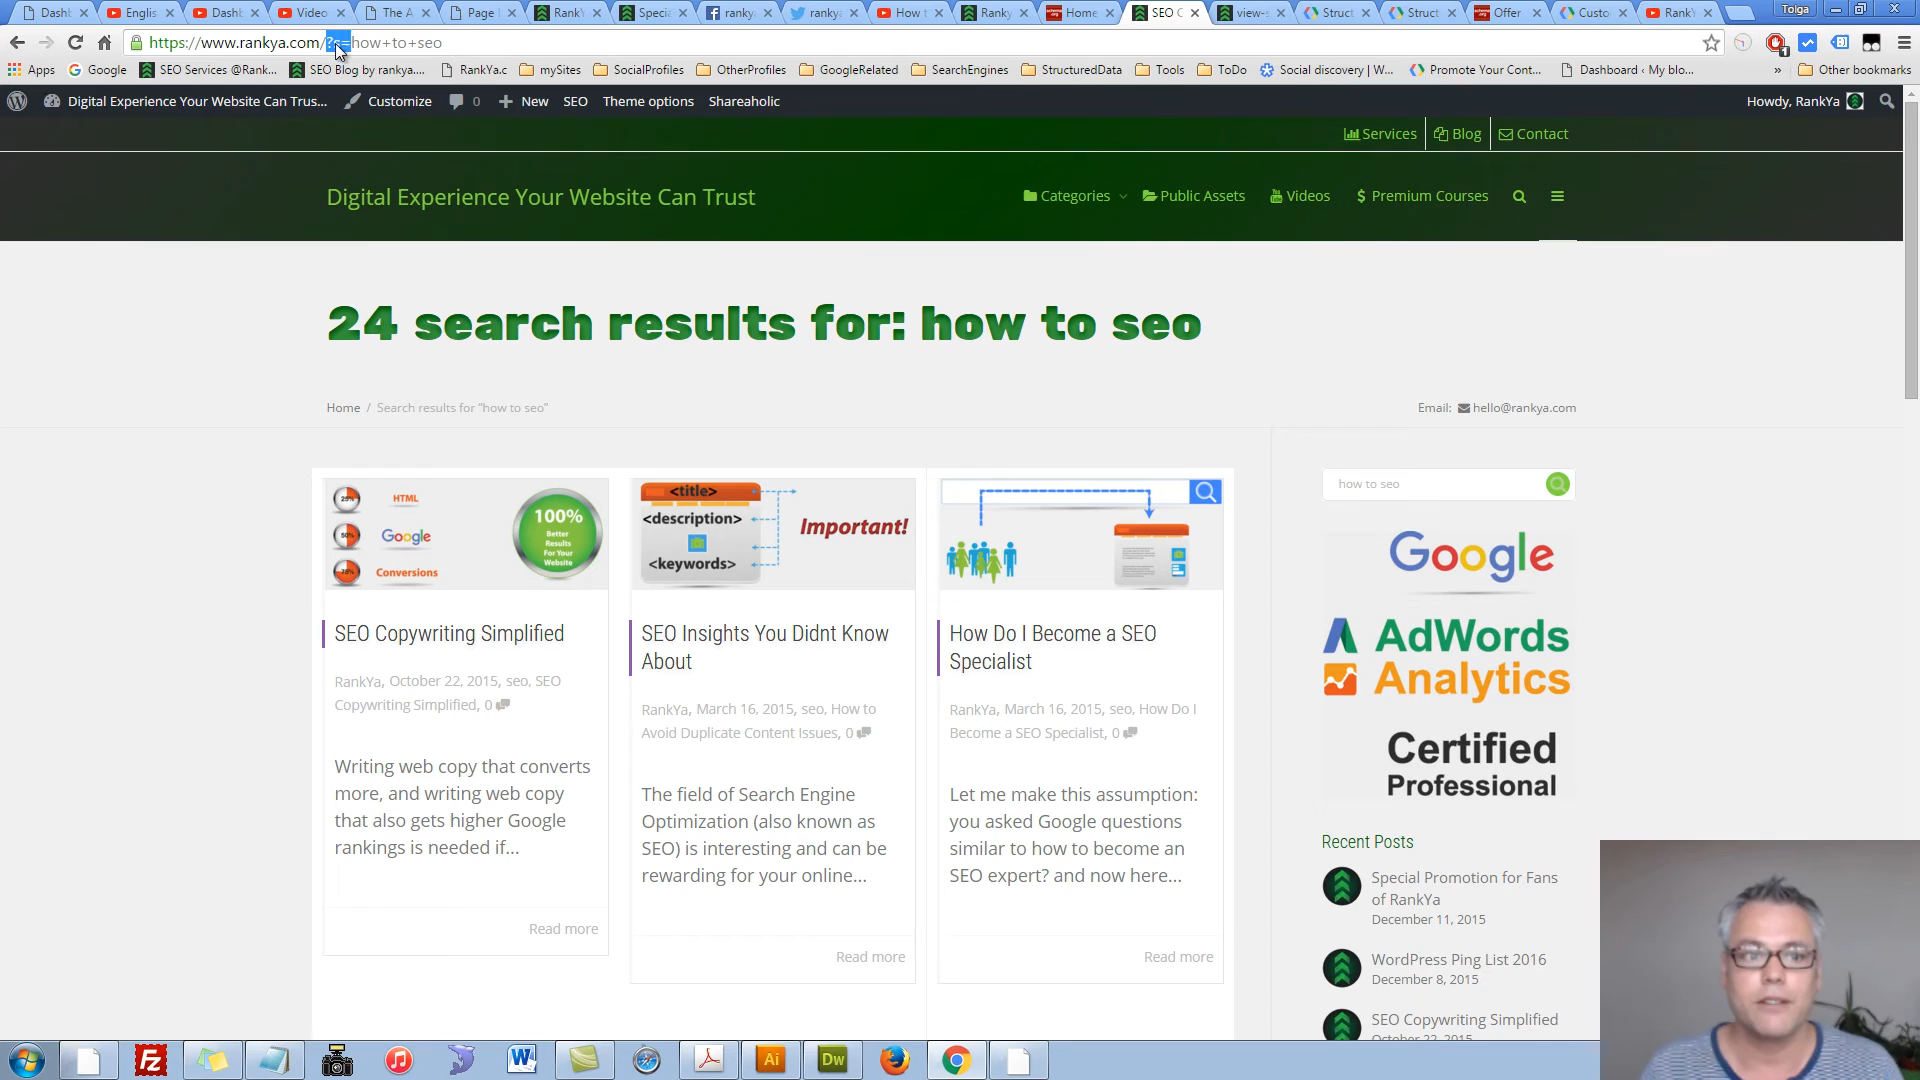 Dash
English
Dash
Video
The A
Page
Rank
Specia
ranky
ranky
How t
Ranky
Home
SEO C
view-s
Struct
Struct
Offer
Custo
RankY
Tolga
https://www.rankya.com/?s=how+to+seo
Apps
Google
SEO Services @Rank...
SEO Blog by rankya....
RankYa.c
mySites
SocialProfiles
OtherProfiles
GoogleRelated
SearchEngines
StructuredData
Tools
ToDo
Social discovery | W...
Promote Your Cont...
Dashboard ‹ My blo...
»
Other bookmarks
Digital Experience Your Website Can Trus...
Customize
0
New
SEO
Theme options
Shareaholic
Howdy, RankYa
Services
Blog
Contact
Digital Experience Your Website Can Trust
Categories
Public Assets
Videos
$ Premium Courses
24 search results for: how to seo
Home / Search results for "how to seo"
Email: hello@rankya.com
25%
HTML
50%
Google
75%
Conversions
100%
Better
Results
For Your
Website
SEO Copywriting Simplified
RankYa, October 22, 2015, seo, SEO
Copywriting Simplified, 0
Writing web copy that converts
more, and writing web copy
that also gets higher Google
rankings is needed if...
Read more
<title>
<description>
<keywords>
Important!
SEO Insights You Didnt Know
About
RankYa, March 16, 2015, seo, How to
Avoid Duplicate Content Issues, 0
The field of Search Engine
Optimization (also known as
SEO) is interesting and can be
rewarding for your online...
Read more
How Do I Become a SEO
Specialist
RankYa, March 16, 2015, seo, How Do I
Become a SEO Specialist, 0
Let me make this assumption:
you asked Google questions
similar to how to become an
SEO expert? and now here...
Read more
how to seo
Google
AdWords
Analytics
Certified
Professional
Recent Posts
Special Promotion for Fans
of RankYa
December 11, 2015
WordPress Ping List 2016
December 8, 2015
SEO Copywriting Simplified
October 22, 2015
Fz
W
Ai
Dw